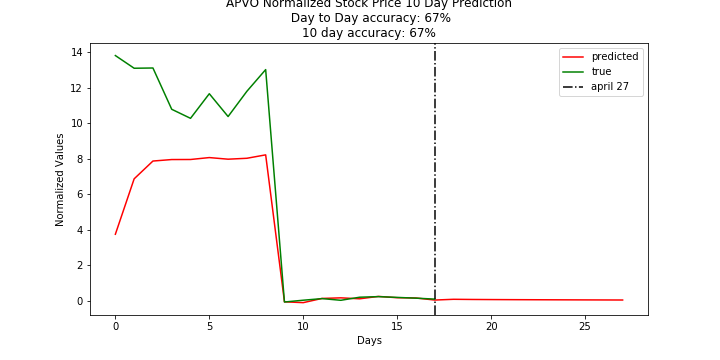 APVO Normalized Stock Price 10 Day Prediction
Day to Day accuracy: 67%
10 day accuracy: 67%
predicted
true
april 27
Normalized Values
14
12
10
8
6
4
2
0
0 5 10 15 20 25
Days